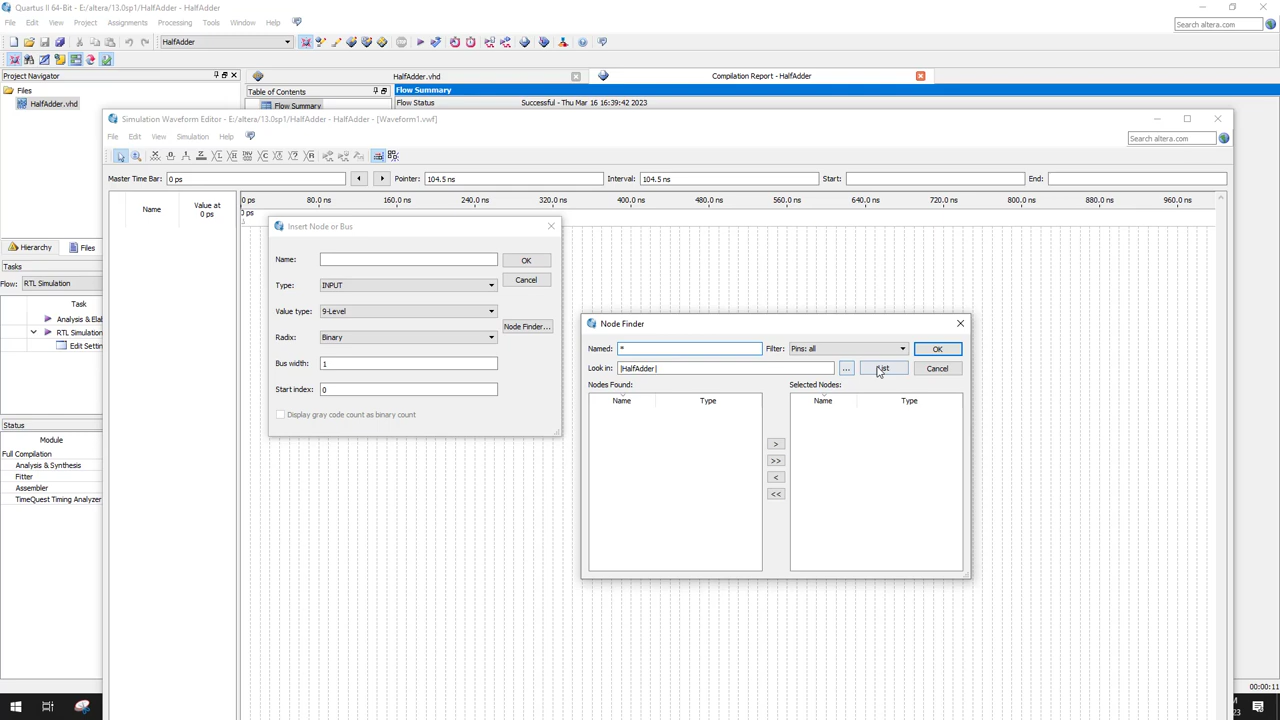 Quartus II 64-Bit - E:/altera/13.0sp1/HalfAdder - HalfAdder
File Edit View Project Assignments Processing Tools Window Help
Search altera.com
HalfAdder
Project Navigator
HalfAdder.vhd
Compilation Report - HalfAdder
Files
Table of Contents
Flow Summary
HalfAdder.vhd
Flow Summary
Flow Status Successful - Thu Mar 16 16:39:42 2023
Simulation Waveform Editor - E:/altera/13.0sp1/HalfAdder - HalfAdder - [Waveform1.vwf]
File Edit View Simulation Help
Search altera.com
Master Time Bar: 0 ps Pointer: 104.5 ns Interval: 104.5 ns Start: End:
Name Value at 0 ps
0 ps 80.0 ns 160.0 ns 240.0 ns 320.0 ns 400.0 ns 480.0 ns 560.0 ns 640.0 ns 720.0 ns 800.0 ns 880.0 ns 960.0 ns
0 ps
Insert Node or Bus
Name:
OK
Type: INPUT
Cancel
Value type: 9-Level
Node Finder...
Radix: Binary
Bus width: 1
Start index: 0
Display gray code count as binary count
Node Finder
Named: * Filter: Pins: all OK
Look in: |HalfAdder| ... List Cancel
Nodes Found: Selected Nodes:
Name Type Name Type
>
>>
<
<<
Hierarchy Files
Tasks
Flow: RTL Simulation
Task
Analysis & Ela
RTL Simulation
Edit Setti
Status
Module
Full Compilation
Analysis & Synthesis
Fitter
Assembler
TimeQuest Timing Analyzer
00:00:11
M
23